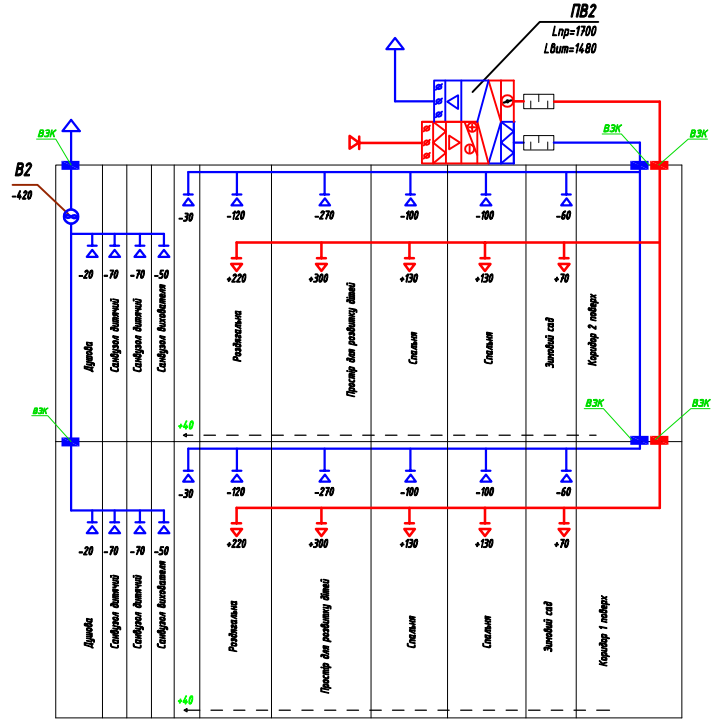 ПВ2
Lпр=1700
Lвит=1480
ВЗК
ВЗК
ВЗК
В2
-420
-30
-120
-270
-100
-100
-60
-20
-70
-70
-50
+220
+300
+130
+130
+70
Душова
Санвузол дитячий
Санвузол дитячий
Санвузол вихователя
Роздягальна
Простір для розвитку дітей
Спальня
Спальня
Зимовий сад
Коридор 2 поверх
ВЗК
ВЗК
ВЗК
+40
-30
-120
-270
-100
-100
-60
-20
-70
-70
-50
+220
+300
+130
+130
+70
Душова
Санвузол дитячий
Санвузол дитячий
Санвузол вихователя
Роздягальна
Простір для розвитку дітей
Спальня
Спальня
Зимовий сад
Коридор 1 поверх
+40